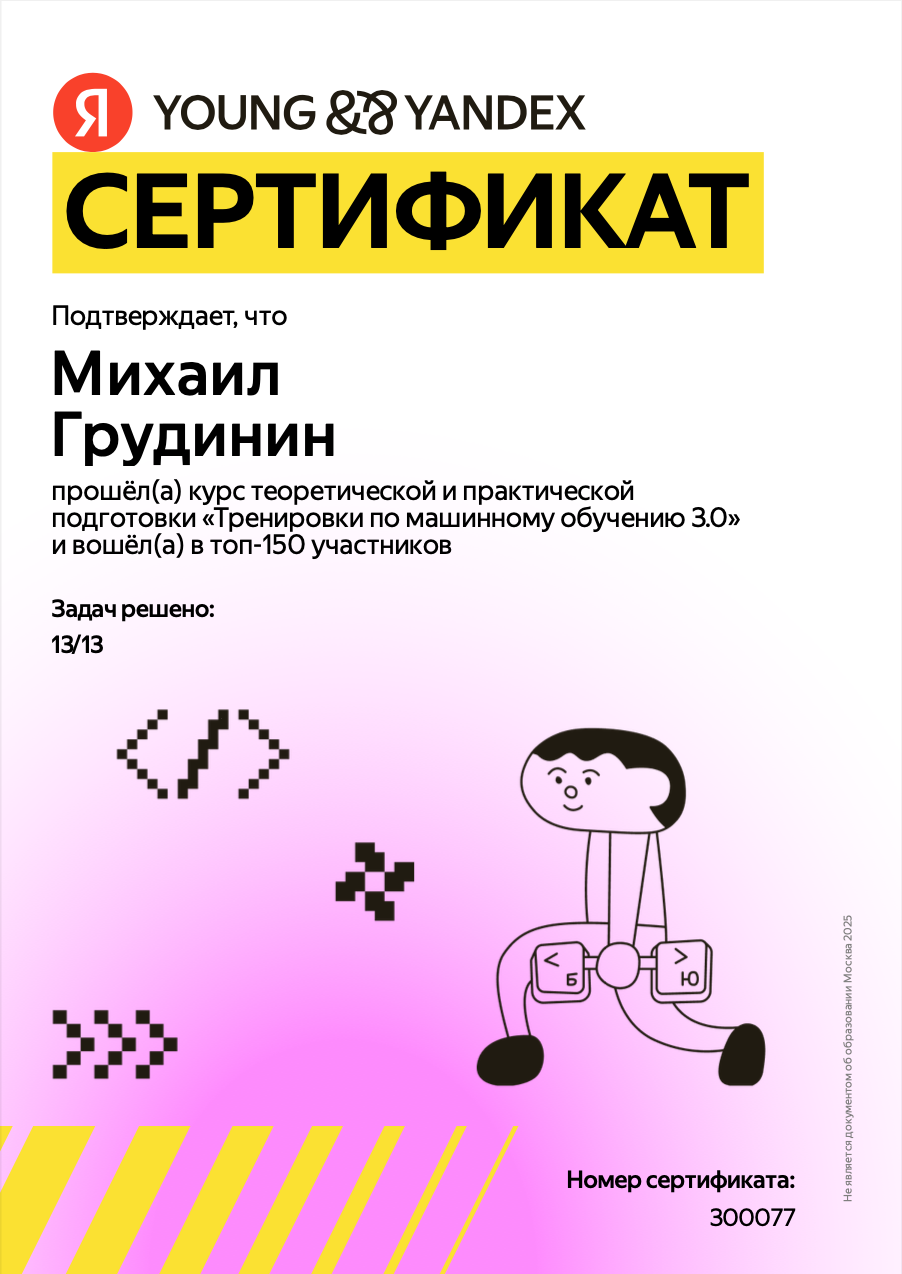 Я YOUNG && YANDEX
СЕРТИФИКАТ
Подтверждает, что
Михаил
Грудинин
прошёл(а) курс теоретической и практической
подготовки «Тренировки по машинному обучению 3.0»
и вошёл(а) в топ-150 участников
Задач решено:
13/13
</>
< Б
> Ю
>>>
Номер сертификата:
300077
Не является документом об образовании Москва 2025